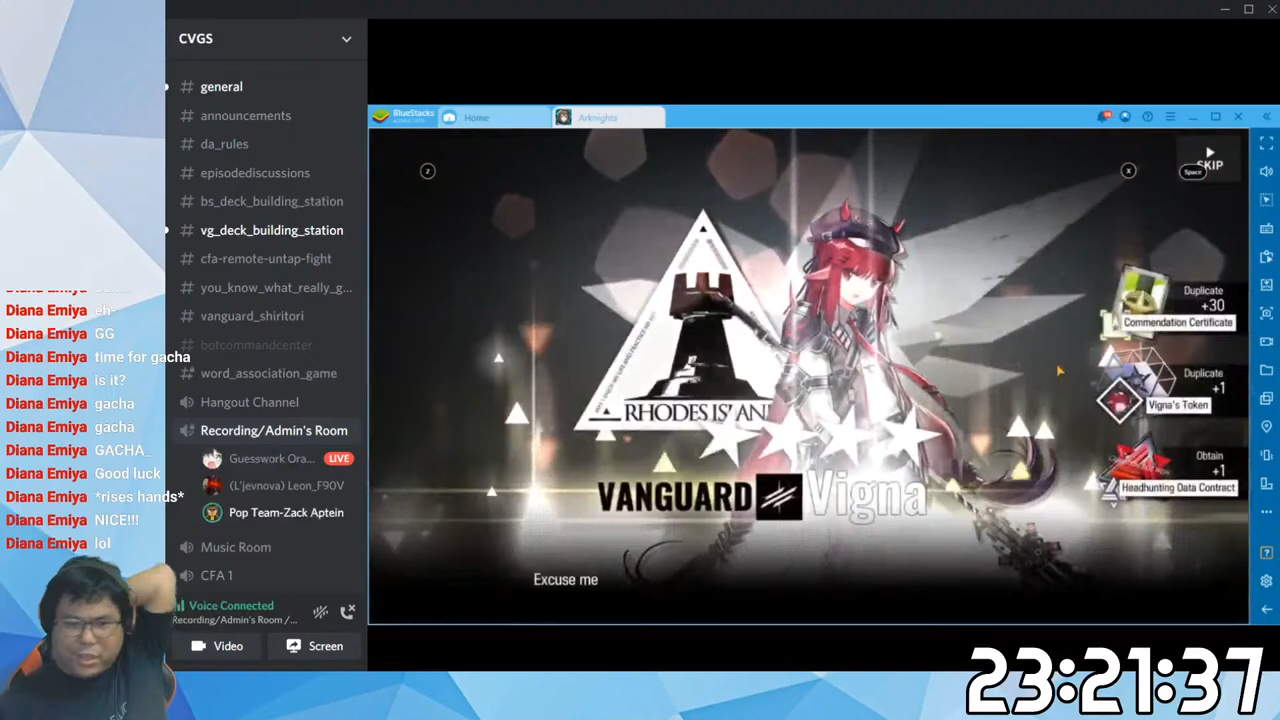 CVGS
general
announcements
da_rules
episodediscussions
bs_deck_building_station
vg_deck_building_station
cfa-remote-untap-fight
you_know_what_really_g...
vanguard_shiritori
botcommandcenter
word_association_game
Hangout Channel
Recording/Admin's Room
Guesswork Ora... LIVE
(L'jevnova) Leon_F90V
Pop Team-Zack Aptein
Music Room
CFA 1
Voice Connected
Recording/Admin's Room /...
Video
Screen
Diana Emiya eh-
Diana Emiya GG
Diana Emiya time for gacha
Diana Emiya is it?
Diana Emiya gacha
Diana Emiya gacha
Diana Emiya GACHA_
Diana Emiya Good luck
Diana Emiya *rises hands*
Diana Emiya NICE!!!
Diana Emiya lol
BlueStacks
Home
Arknights
Z
X
SKIP
Space
RHODES ISLAN
VANGUARD
Vigna
Excuse me
Duplicate
+30
Commendation Certificate
Duplicate
+1
Vigna's Token
Obtain
+1
Headhunting Data Contract
23:21:37